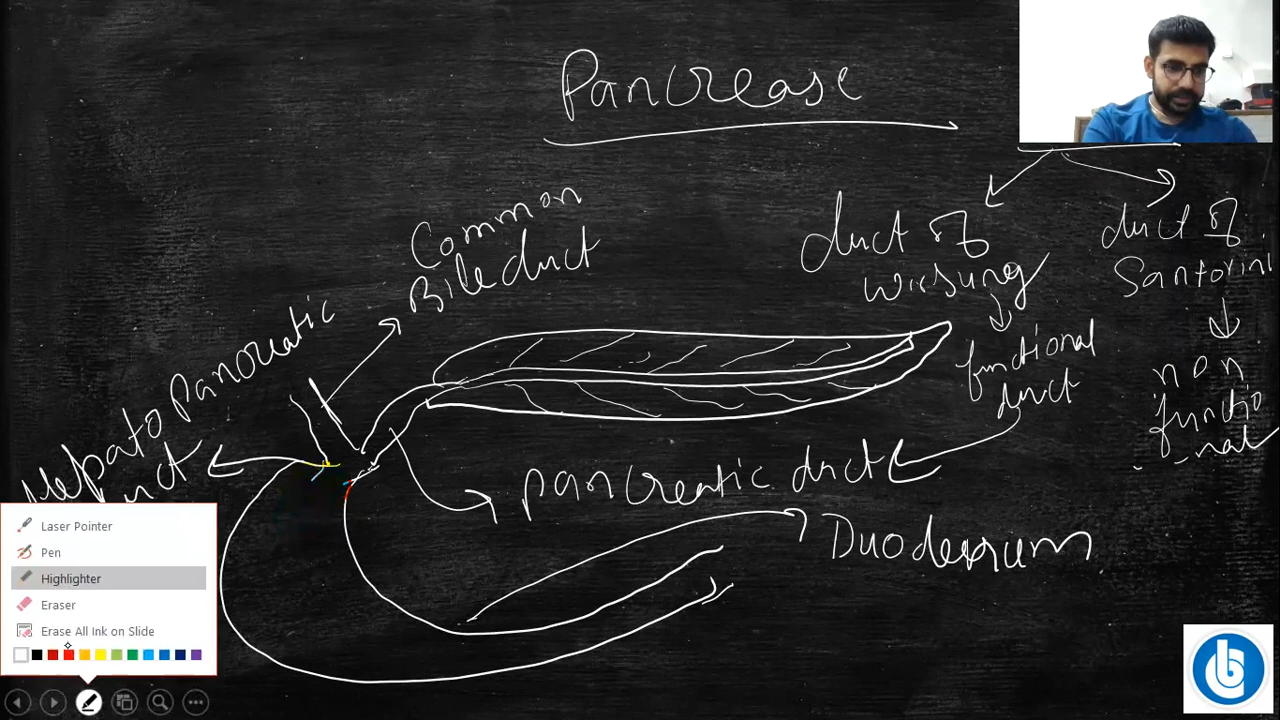 Pancrease
Common
Bile duct
duct of
wirsung
functional
duct
duct of
Santorini
non
functio
nal
Hepato Pancreatic
pancreatic duct
Duodenum
Laser Pointer
Pen
Highlighter
Eraser
Erase All Ink on Slide